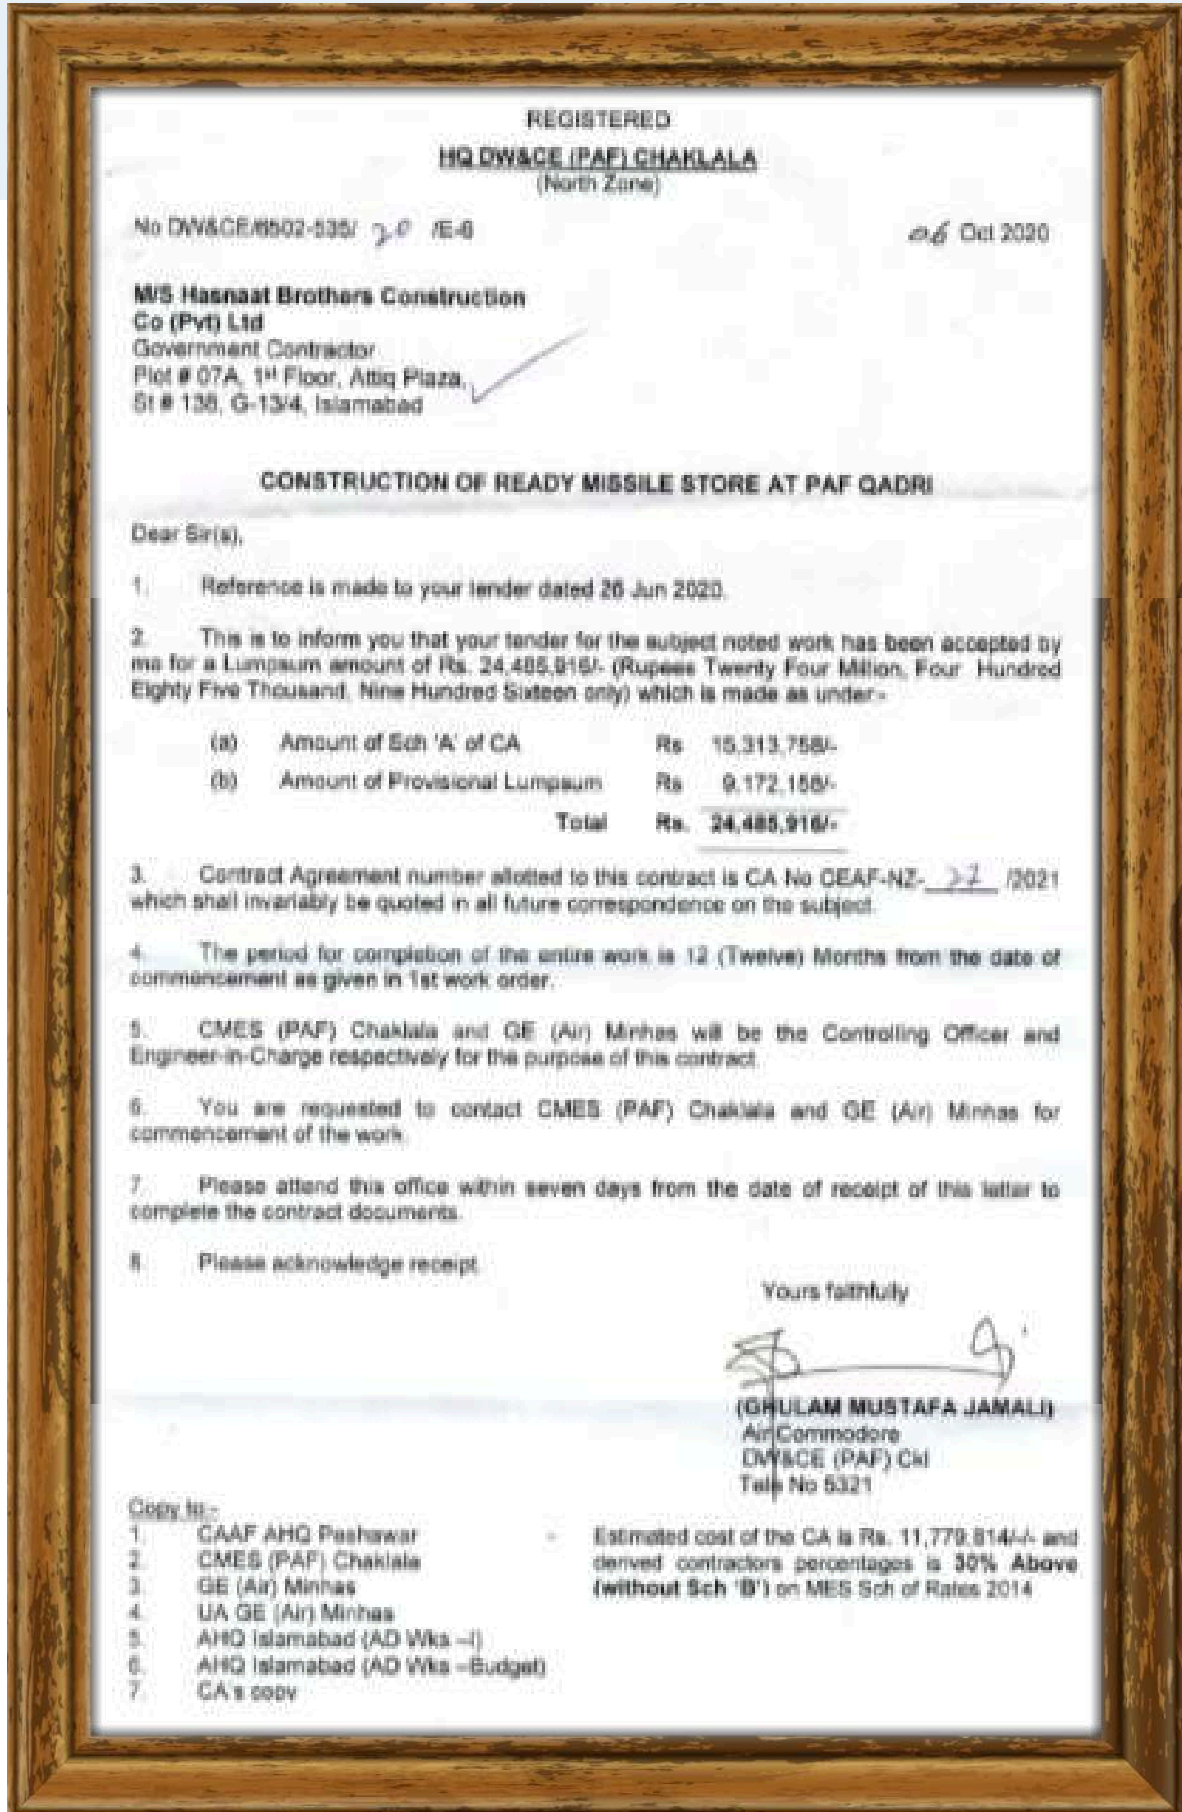 REGISTERED
HQ DW&CE (PAF) CHAKLALA
(North Zone)
No DW&CE/6502-535/ 20 /E-6
06 Oct 2020
M/S Hasnaat Brothers Construction
Co (Pvt) Ltd
Government Contractor
Plot # 07A, 1st Floor, Attiq Plaza,
St # 138, G-13/4, Islamabad
CONSTRUCTION OF READY MISSILE STORE AT PAF QADRI
Dear Sir(s),
1. Reference is made to your tender dated 26 Jun 2020.
2. This is to inform you that your tender for the subject noted work has been accepted by
me for a Lumpsum amount of Rs. 24,485,916/- (Rupees Twenty Four Million, Four Hundred
Eighty Five Thousand, Nine Hundred Sixteen only) which is made as under:-
(a) Amount of Sch 'A' of CA Rs 15,313,758/-
(b) Amount of Provisional Lumpsum Rs 9,172,158/-
Total Rs. 24,485,916/-
3. Contract Agreement number allotted to this contract is CA No CEAF-NZ- /2021
which shall invariably be quoted in all future correspondence on the subject.
4. The period for completion of the entire work is 12 (Twelve) Months from the date of
commencement as given in 1st work order.
5. CMES (PAF) Chaklala and GE (Air) Minhas will be the Controlling Officer and
Engineer-in-Charge respectively for the purpose of this contract.
6. You are requested to contact CMES (PAF) Chaklala and GE (Air) Minhas for
commencement of the work.
7. Please attend this office within seven days from the date of receipt of this letter to
complete the contract documents.
8. Please acknowledge receipt.
Yours faithfully
(GHULAM MUSTAFA JAMALI)
Air Commodore
DW&CE (PAF) Ckl
Tele No 5321
Copy to:-
1. CAAF AHQ Peshawar - Estimated cost of the CA is Rs. 11,779,814/-/- and
2. CMES (PAF) Chaklala derived contractors percentages is 30% Above
3. GE (Air) Minhas (without Sch 'B') on MES Sch of Rates 2014
4. UA GE (Air) Minhas
5. AHQ Islamabad (AD Wks –I)
6. AHQ Islamabad (AD Wks –Budget)
7. CA's copy